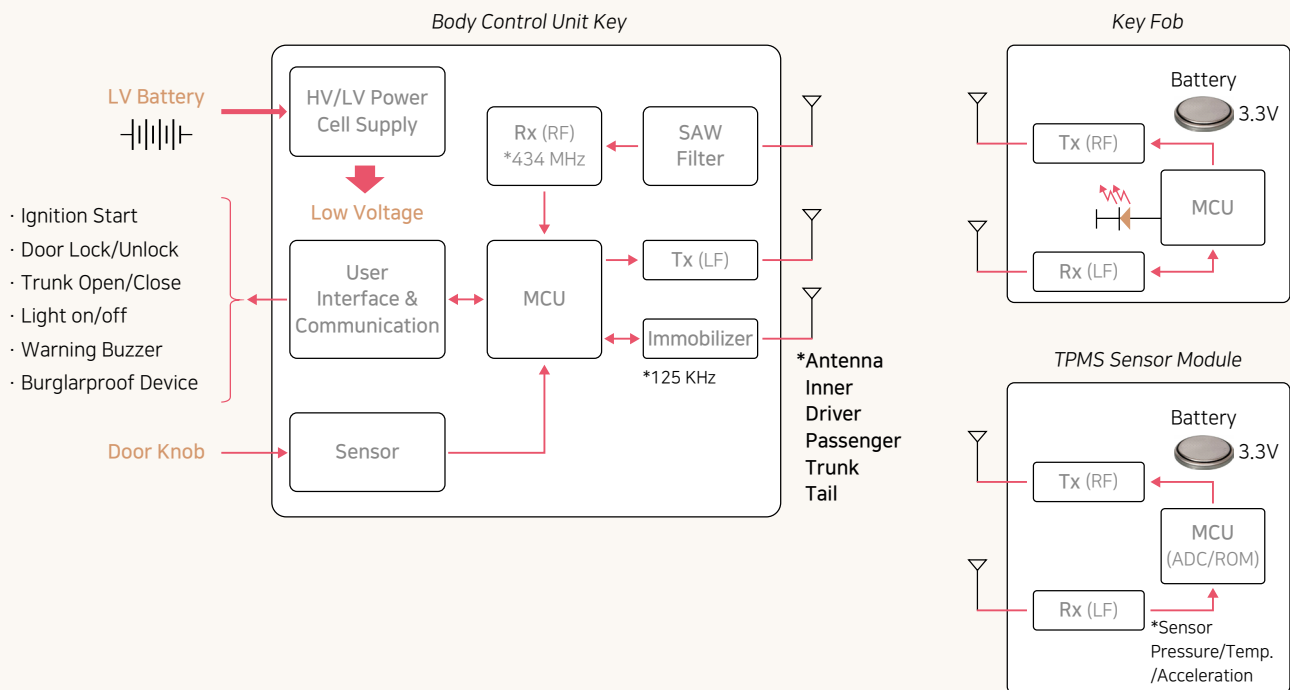 Body Control Unit Key
LV Battery
HV/LV Power
Cell Supply
Low Voltage
Rx (RF)
*434 MHz
SAW
Filter
· Ignition Start
· Door Lock/Unlock
· Trunk Open/Close
· Light on/off
· Warning Buzzer
· Burglarproof Device
User
Interface &
Communication
MCU
Tx (LF)
Immobilizer
*125 KHz
*Antenna
Inner
Driver
Passenger
Trunk
Tail
Door Knob
Sensor
Key Fob
Battery
3.3V
Tx (RF)
MCU
Rx (LF)
TPMS Sensor Module
Battery
3.3V
Tx (RF)
MCU
(ADC/ROM)
Rx (LF)
*Sensor
Pressure/Temp.
/Acceleration